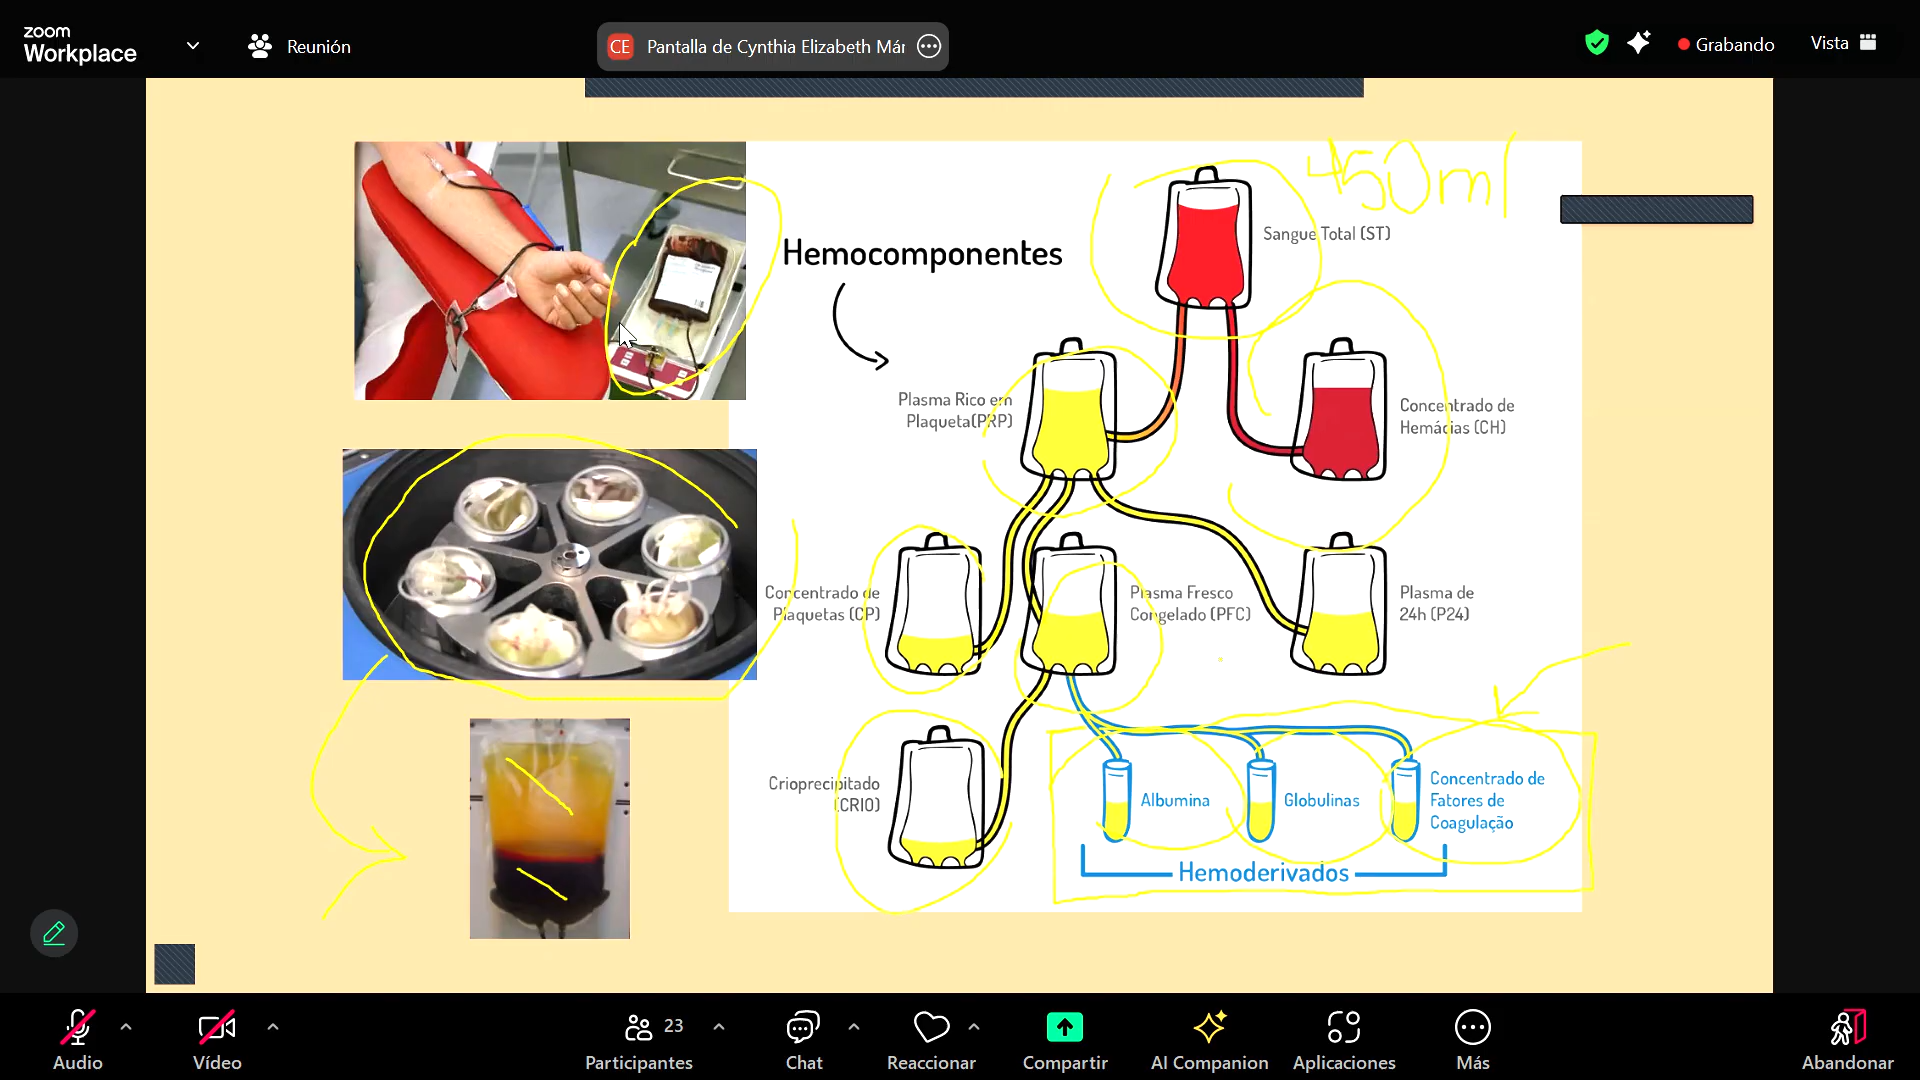 zoom
Workplace
Reunión
CE
Pantalla de Cynthia Elizabeth Már
Grabando
Vista
450ml
Sangue Total (ST)
Hemocomponentes
Plasma Rico em
Plaqueta(PRP)
Concentrado de
Hemácias (CH)
Concentrado de
Plaquetas (CP)
Plasma Fresco
Congelado (PFC)
Plasma de
24h (P24)
Crioprecipitado
(CRIO)
Albumina
Globulinas
Concentrado de
Fatores de
Coagulação
Hemoderivados
Audio
Vídeo
23
Participantes
Chat
Reaccionar
Compartir
AI Companion
Aplicaciones
Más
Abandonar